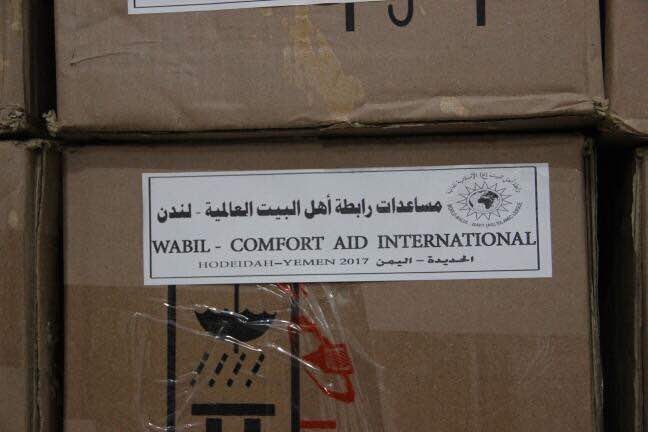 مساعدات رابطة أهل البيت العالمية - لندن
WABIL - COMFORT AID INTERNATIONAL
HODEIDAH-YEMEN 2017 الحديدة - اليمن